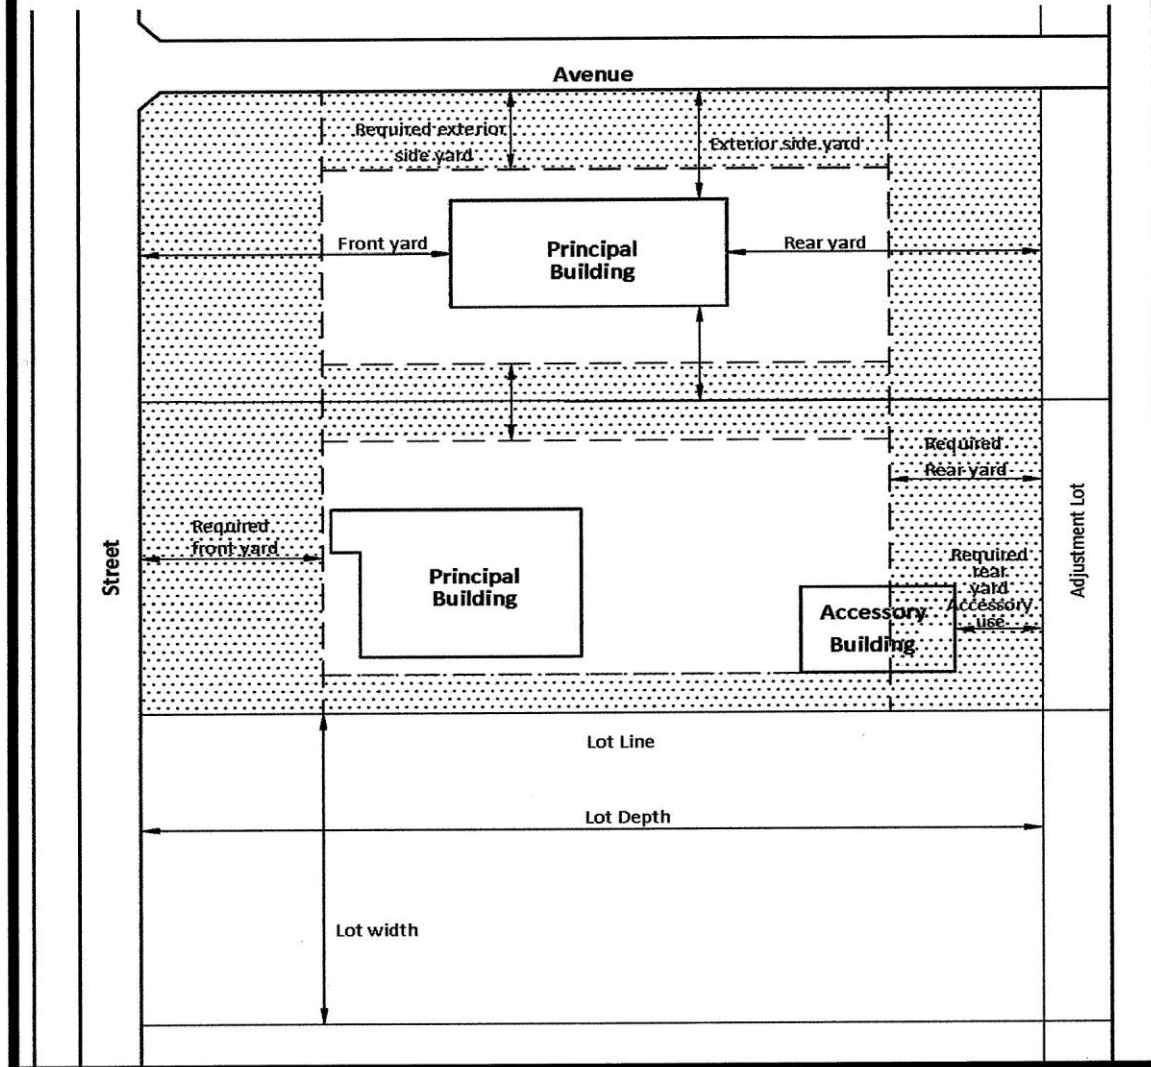 Avenue
Required exterior
side yard
Exterior side yard
Front yard
Principal
Building
Rear yard
Required
Rear yard
Required
front yard
Street
Principal
Building
Required
rear
yard
Accessory
use
Accessory
Building
Adjustment Lot
Lot Line
Lot Depth
Lot width